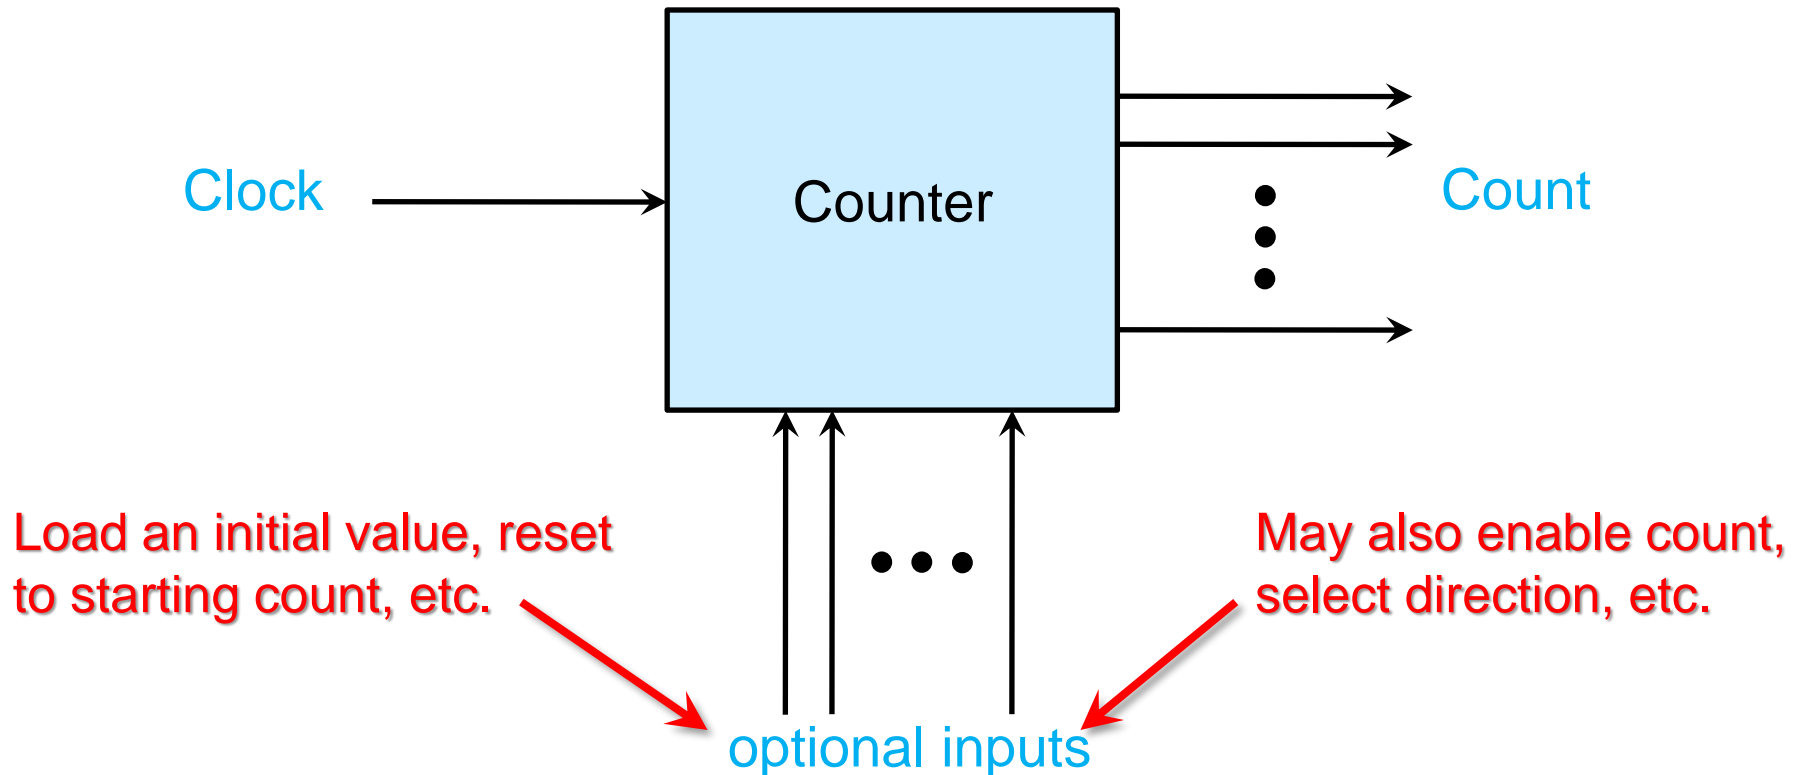 Clock
Counter
Count
Load an initial value, reset
to starting count, etc.
May also enable count,
select direction, etc.
optional inputs